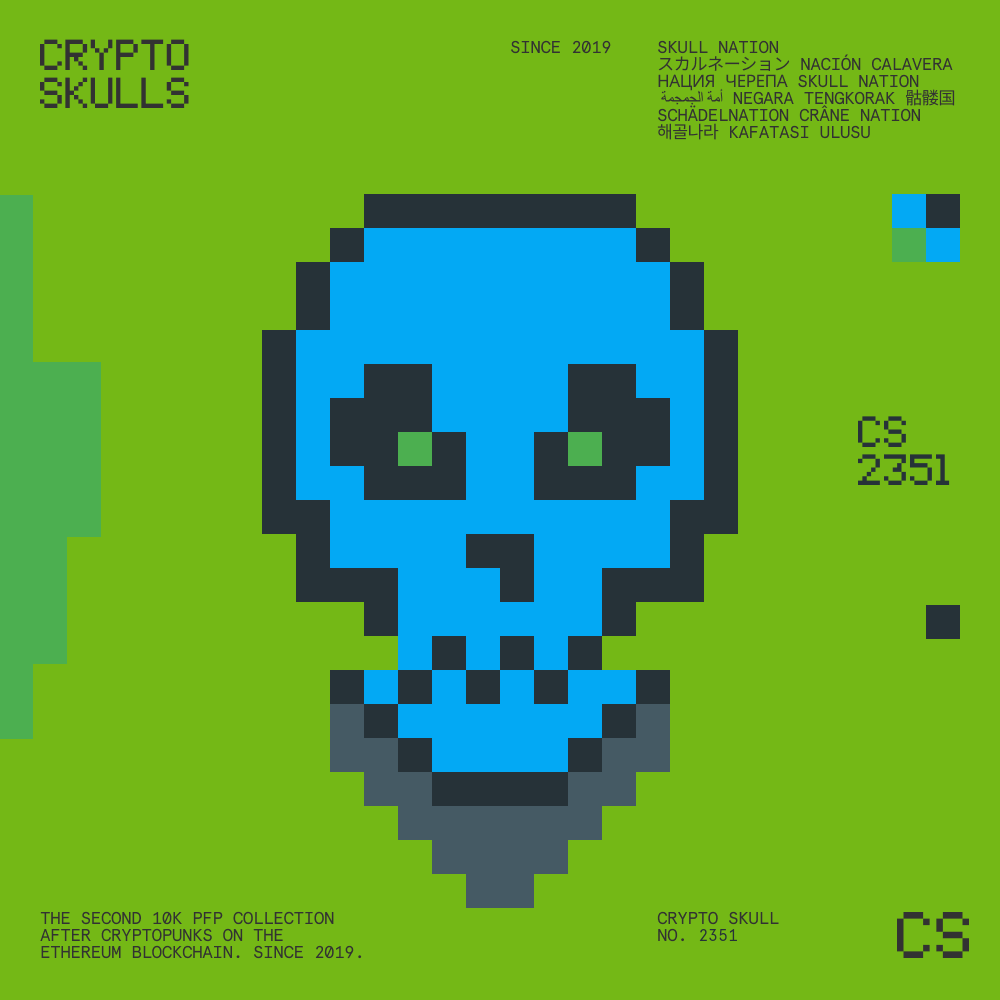 CRYPTO
SKULLS
SINCE 2019
SKULL NATION
スカルネーション NACIÓN CALAVERA
НАЦИЯ ЧЕРЕПА SKULL NATION
أمة الجمجمة NEGARA TENGKORAK 骷髅国
SCHÄDELNATION CRÂNE NATION
해골나라 KAFATASI ULUSU
CS
2351
THE SECOND 10K PFP COLLECTION
AFTER CRYPTOPUNKS ON THE
ETHEREUM BLOCKCHAIN. SINCE 2019.
CRYPTO SKULL
NO. 2351
CS